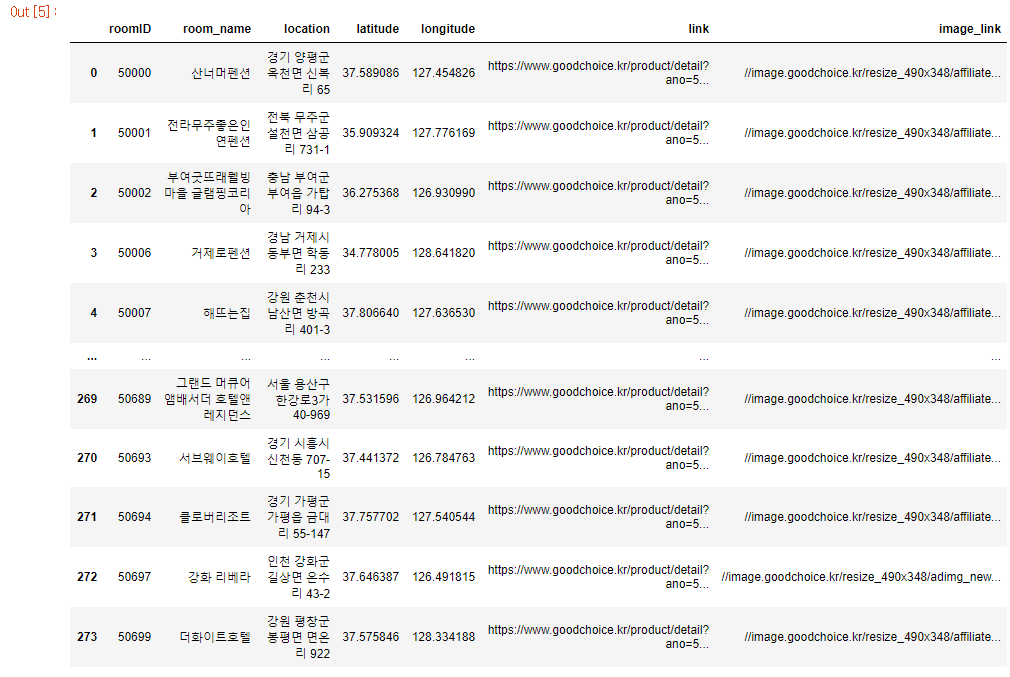 Out [5]:
roomID room_name location latitude longitude link image_link
0 50000 산너머펜션 경기 양평군 옥천면 신복리 65 37.589086 127.454826 https://www.goodchoice.kr/product/detail?ano=5... //image.goodchoice.kr/resize_490x348/affiliate...
1 50001 전라무주좋은인연펜션 전북 무주군 설천면 삼공리 731-1 35.909324 127.776169 https://www.goodchoice.kr/product/detail?ano=5... //image.goodchoice.kr/resize_490x348/affiliate...
2 50002 부여굿뜨래웰빙마을 글램핑코리아 충남 부여군 부여읍 가탑리 94-3 36.275368 126.930990 https://www.goodchoice.kr/product/detail?ano=5... //image.goodchoice.kr/resize_490x348/affiliate...
3 50006 거제로펜션 경남 거제시 동부면 학동리 233 34.778005 128.641820 https://www.goodchoice.kr/product/detail?ano=5... //image.goodchoice.kr/resize_490x348/affiliate...
4 50007 해뜨는집 강원 춘천시 남산면 방곡리 401-3 37.806640 127.636530 https://www.goodchoice.kr/product/detail?ano=5... //image.goodchoice.kr/resize_490x348/affiliate...
... ... ... ... ... ... ... ...
269 50689 그랜드 머큐어 앰배서더 호텔앤레지던스 서울 용산구 한강로3가 40-969 37.531596 126.964212 https://www.goodchoice.kr/product/detail?ano=5... //image.goodchoice.kr/resize_490x348/affiliate...
270 50693 서브웨이호텔 경기 시흥시 신천동 707-15 37.441372 126.784763 https://www.goodchoice.kr/product/detail?ano=5... //image.goodchoice.kr/resize_490x348/affiliate...
271 50694 클로버리조트 경기 가평군 가평읍 금대리 55-147 37.757702 127.540544 https://www.goodchoice.kr/product/detail?ano=5... //image.goodchoice.kr/resize_490x348/affiliate...
272 50697 강화 리베라 인천 강화군 길상면 온수리 43-2 37.646387 126.491815 https://www.goodchoice.kr/product/detail?ano=5... //image.goodchoice.kr/resize_490x348/adimg_new...
273 50699 더화이트호텔 강원 평창군 봉평면 면온리 922 37.575846 128.334188 https://www.goodchoice.kr/product/detail?ano=5... //image.goodchoice.kr/resize_490x348/affiliate...